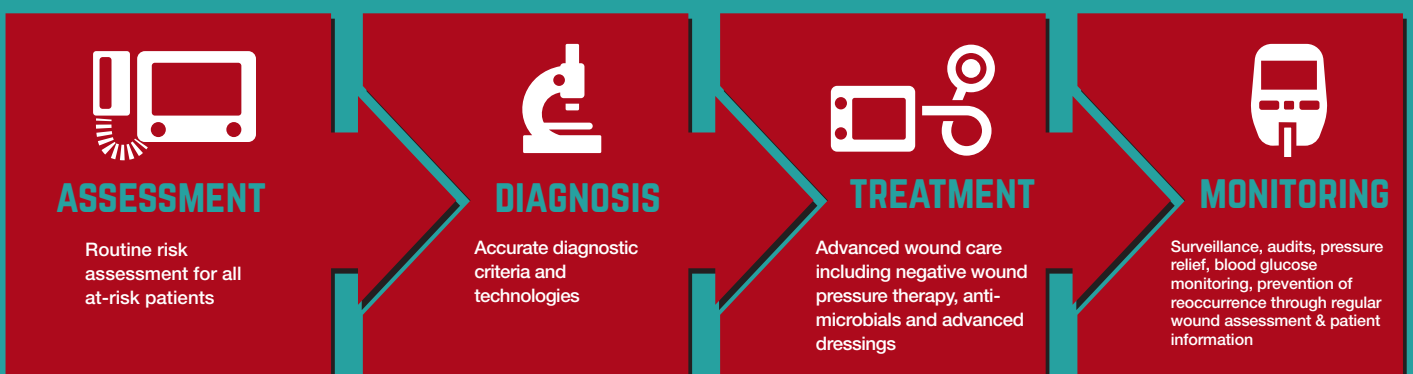 ASSESSMENT
Routine risk
assessment for all
at-risk patients
DIAGNOSIS
Accurate diagnostic
criteria and
technologies
TREATMENT
Advanced wound care
including negative wound
pressure therapy, anti-
microbials and advanced
dressings
MONITORING
Surveillance, audits, pressure
relief, blood glucose
monitoring, prevention of
reoccurrence through regular
wound assessment & patient
information